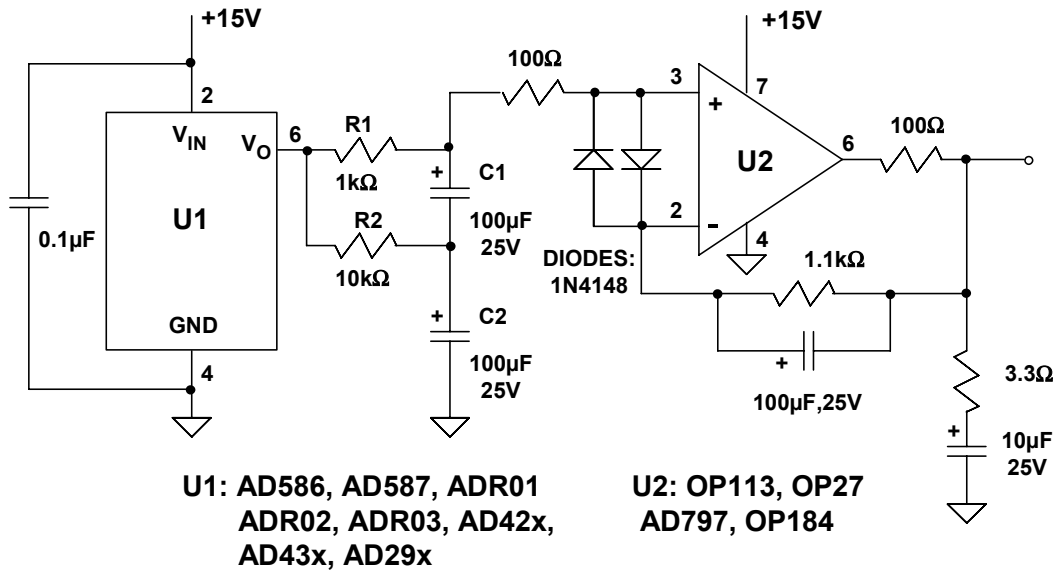 +15V
+15V
2
100Ω
3
7
+
V_IN
V_O
6
R1
1kΩ
+
C1
100µF
25V
U1
0.1µF
R2
10kΩ
U2
6
100Ω
2
-
4
DIODES:
1N4148
1.1kΩ
GND
4
+
C2
100µF
25V
+
100µF,25V
3.3Ω
+
10µF
25V
U1: AD586, AD587, ADR01
ADR02, ADR03, AD42x,
AD43x, AD29x
U2: OP113, OP27
AD797, OP184